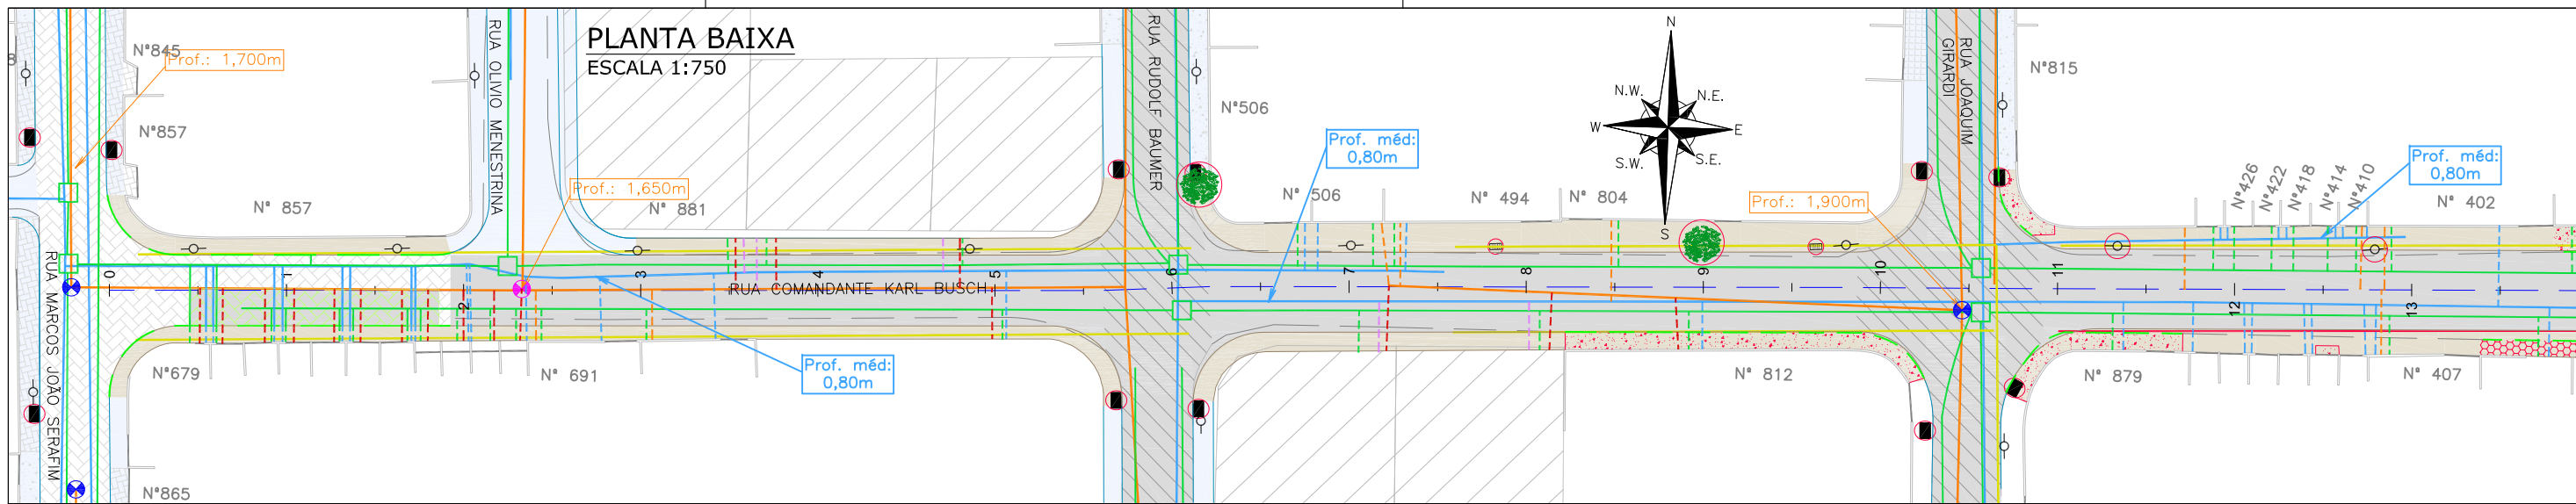 PLANTA BAIXA
ESCALA 1:750
N°845
Prof.: 1,700m
N°857
N° 857
RUA MARCOS JOÃO SERAFIM
N°679
N°865
RUA OLIVIO MENESTRINA
Prof.: 1,650m
N° 881
N° 691
RUA COMANDANTE KARL BUSCH
Prof. méd:
0,80m
RUA RUDOLF BAUMER
N°506
N° 506
Prof. méd:
0,80m
N° 494
N° 804
N
N.W.
N.E.
W
E
S.W.
S.E.
S
Prof.: 1,900m
N° 812
RUA JOAQUIM
GIRARDI
N°815
N°426
N°422
N°418
N°414
N°410
Prof. méd:
0,80m
N° 402
N° 879
N° 407
0
1
2
3
4
5
6
7
8
9
10
11
12
13